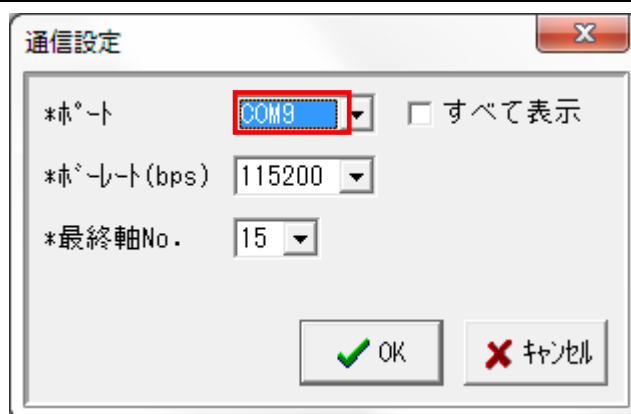 通信設定
*ﾎﾟｰﾄ COM9 すべて表示
*ﾎﾞｰﾚｰﾄ(bps) 115200
*最終軸No. 15
OK ｷｬﾝｾﾙ